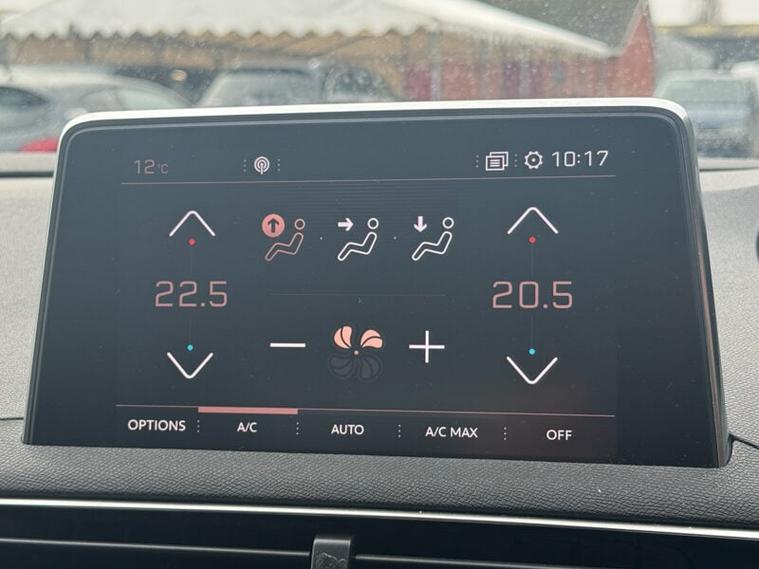 12°C 10:17
22.5 20.5
OPTIONS A/C AUTO A/C MAX OFF